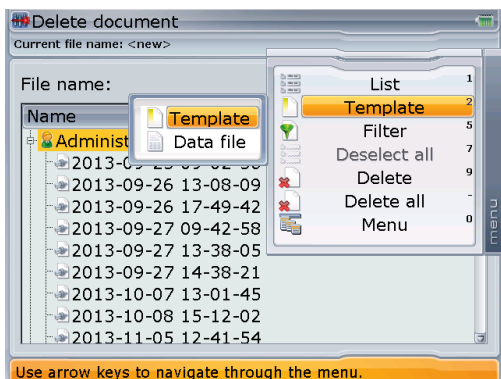 Delete document
Current file name: <new>
File name:
Name
Administ
2013-09-26 13-08-09
2013-09-26 17-49-42
2013-09-27 09-42-58
2013-09-27 13-38-05
2013-09-27 14-38-21
2013-10-07 13-01-45
2013-10-08 15-12-02
2013-11-05 12-41-54
Template
Data file
List 1
Template 2
Filter 5
Deselect all 7
Delete 9
Delete all -
Menu 0
menu
Use arrow keys to navigate through the menu.